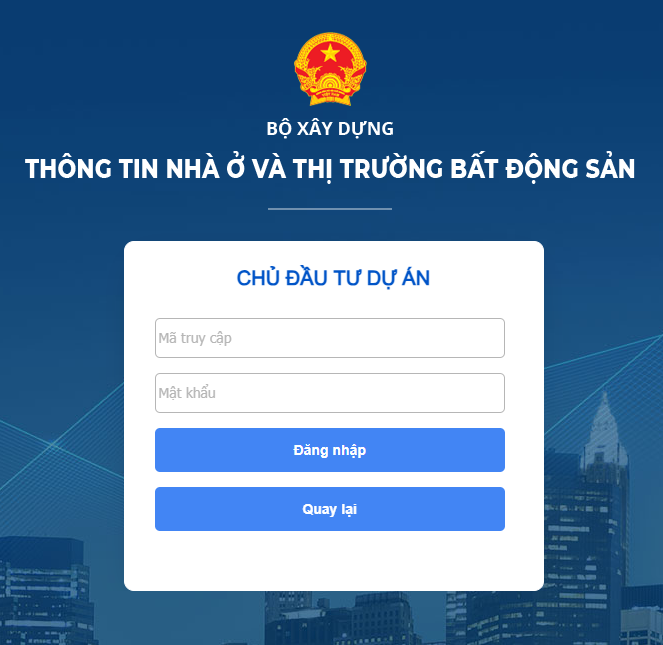 BỘ XÂY DỰNG
THÔNG TIN NHÀ Ở VÀ THỊ TRƯỜNG BẤT ĐỘNG SẢN
CHỦ ĐẦU TƯ DỰ ÁN
Mã truy cập
Mật khẩu
Đăng nhập
Quay lại